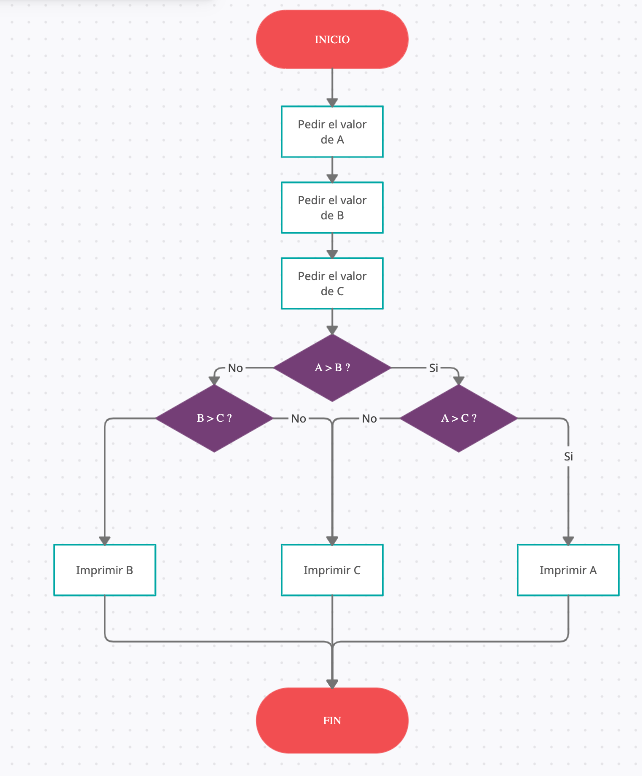 INICIO
Pedir el valor
de A
Pedir el valor
de B
Pedir el valor
de C
No
A > B ?
Si
B > C ?
No
No
A > C ?
Si
Imprimir B
Imprimir C
Imprimir A
FIN